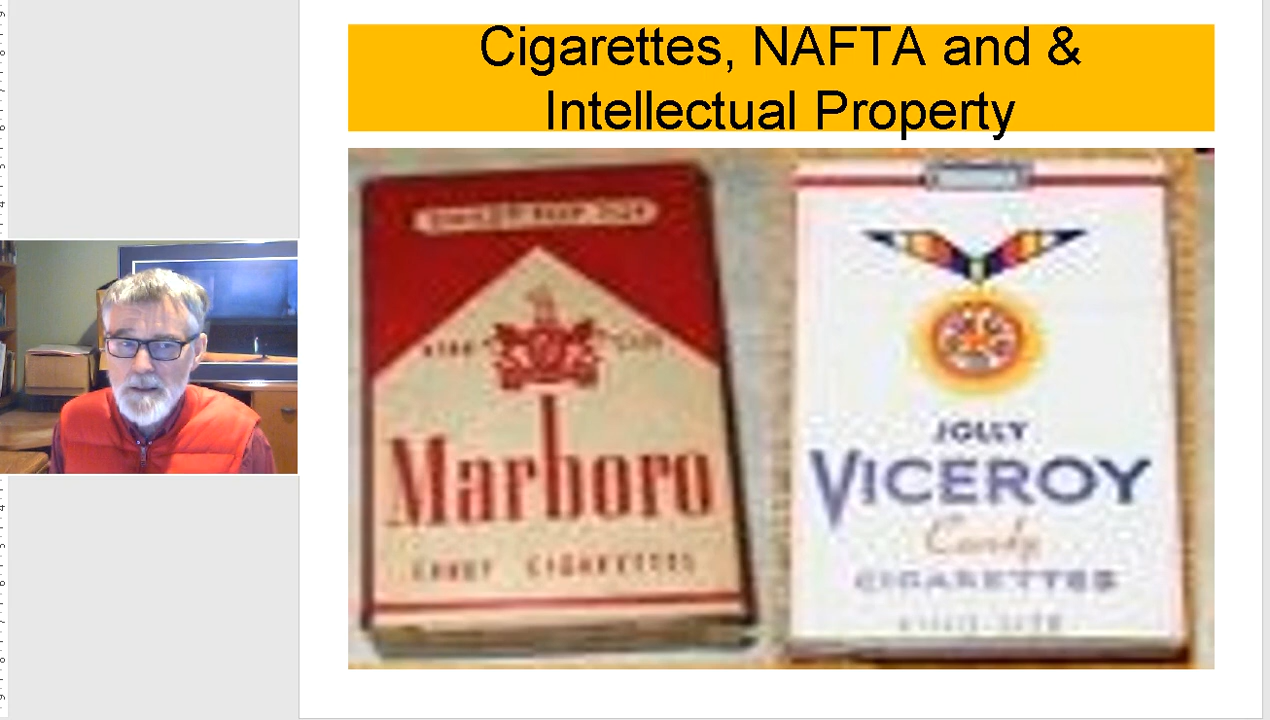 Cigarettes, NAFTA and &
Intellectual Property
Marboro
CANDY CIGARETTES
JOLLY
VICEROY
Candy
CIGARETTES